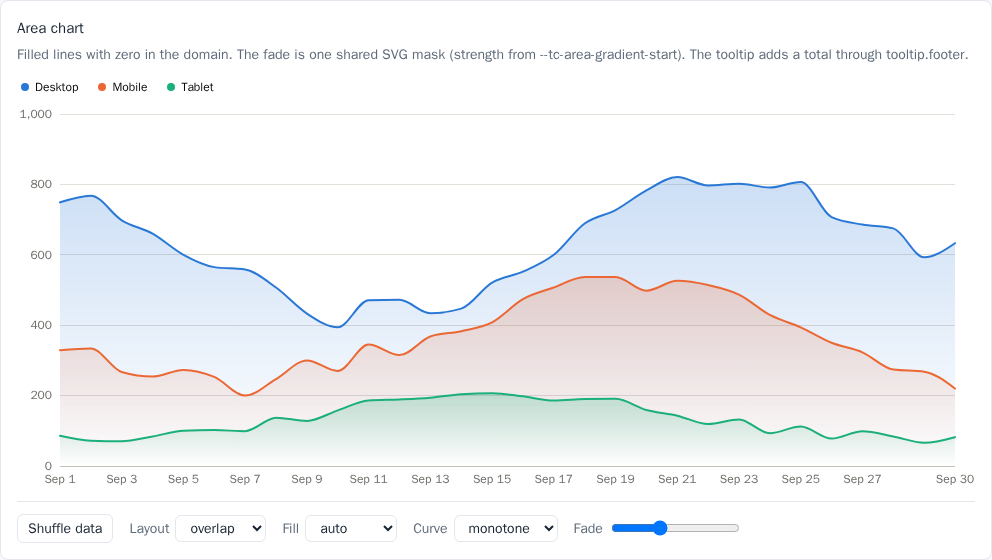 Area chart
Filled lines with zero in the domain. The fade is one shared SVG mask (strength from --tc-area-gradient-start). The tooltip adds a total through tooltip.footer.
Desktop Mobile Tablet
1,000
800
600
400
200
0
Sep 1 Sep 3 Sep 5 Sep 7 Sep 9 Sep 11 Sep 13 Sep 15 Sep 17 Sep 19 Sep 21 Sep 23 Sep 25 Sep 27 Sep 30
Shuffle data Layout overlap Fill auto Curve monotone Fade